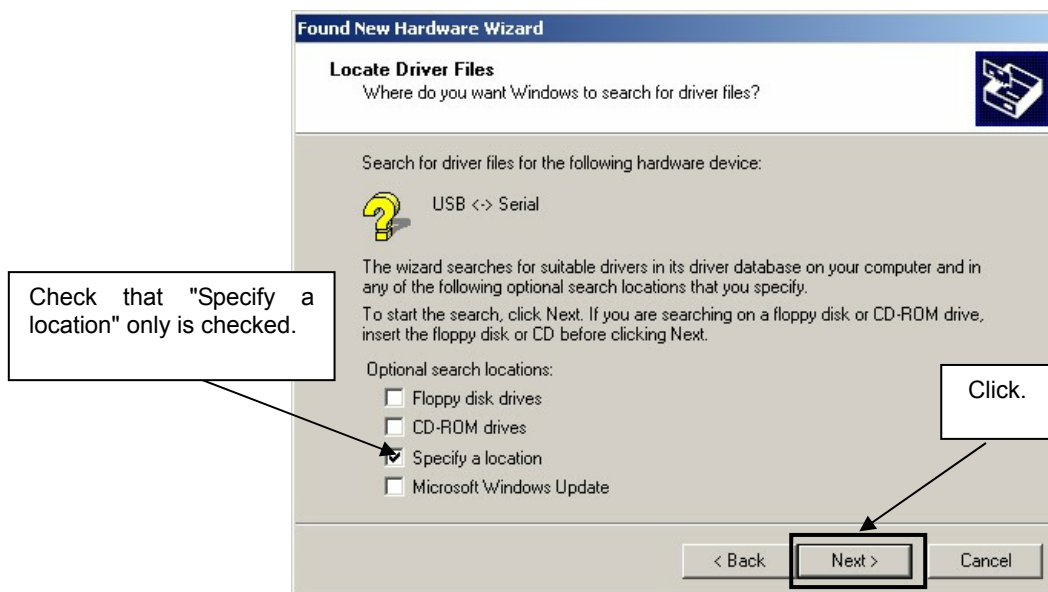 Found New Hardware Wizard
Locate Driver Files
Where do you want Windows to search for driver files?
Search for driver files for the following hardware device:
USB <-> Serial
The wizard searches for suitable drivers in its driver database on your computer and in
any of the following optional search locations that you specify.
To start the search, click Next. If you are searching on a floppy disk or CD-ROM drive,
insert the floppy disk or CD before clicking Next.
Check that "Specify a
location" only is checked.
Optional search locations:
Floppy disk drives
CD-ROM drives
Specify a location
Microsoft Windows Update
Click.
< Back Next > Cancel